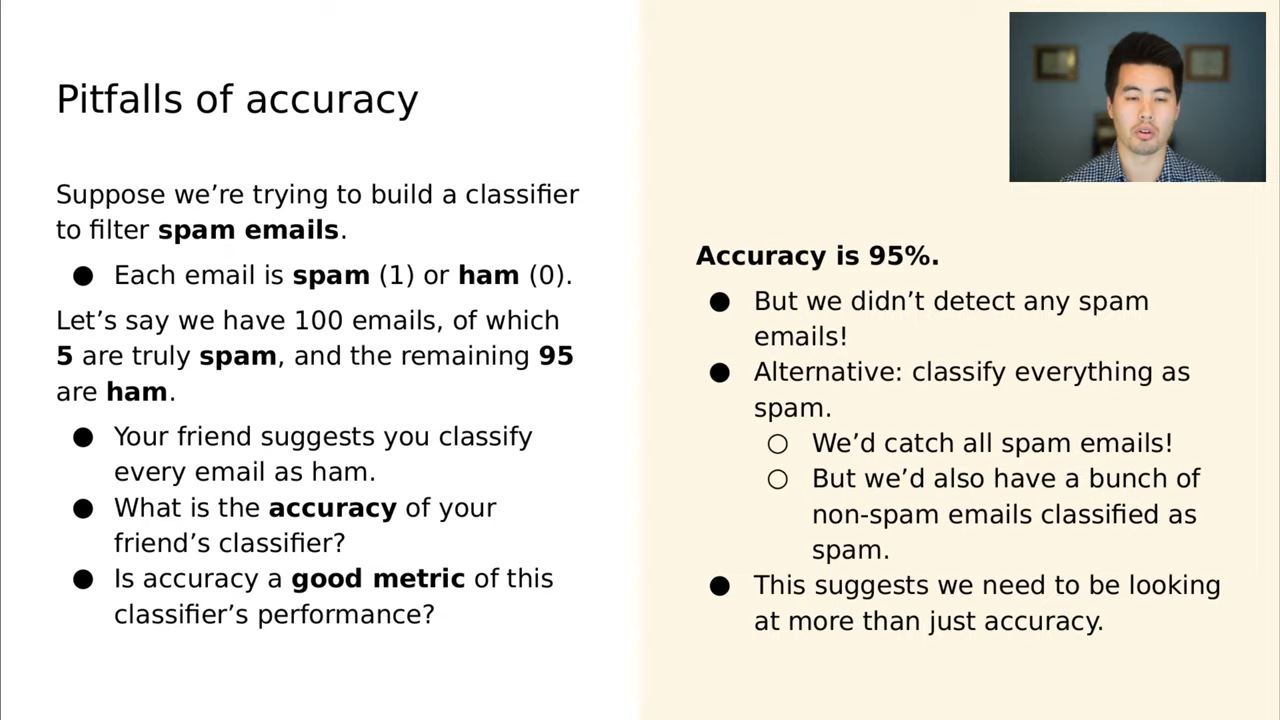 Pitfalls of accuracy
Suppose we’re trying to build a classifier
to filter spam emails.
● Each email is spam (1) or ham (0).
Let’s say we have 100 emails, of which
5 are truly spam, and the remaining 95
are ham.
● Your friend suggests you classify
every email as ham.
● What is the accuracy of your
friend’s classifier?
● Is accuracy a good metric of this
classifier’s performance?
Accuracy is 95%.
● But we didn’t detect any spam
emails!
● Alternative: classify everything as
spam.
○ We’d catch all spam emails!
○ But we’d also have a bunch of
non-spam emails classified as
spam.
● This suggests we need to be looking
at more than just accuracy.